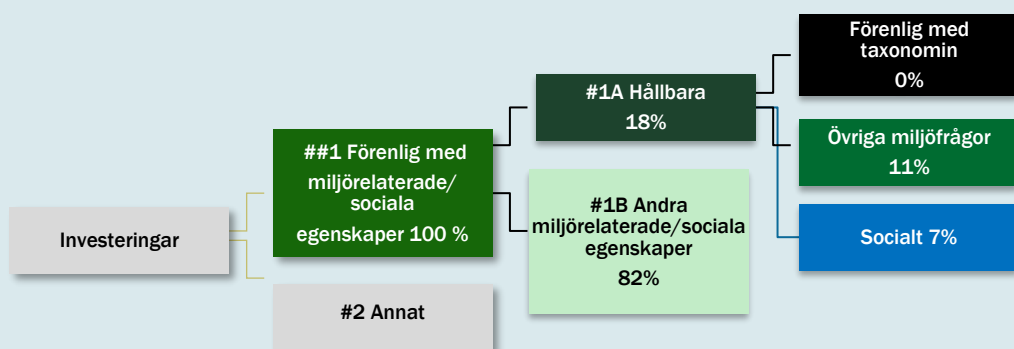 Investeringar
##1 Förenlig med
miljörelaterade/
sociala
egenskaper 100 %
#2 Annat
#1A Hållbara
18%
#1B Andra
miljörelaterade/sociala
egenskaper
82%
Förenlig med
taxonomin
0%
Övriga miljöfrågor
11%
Socialt 7%